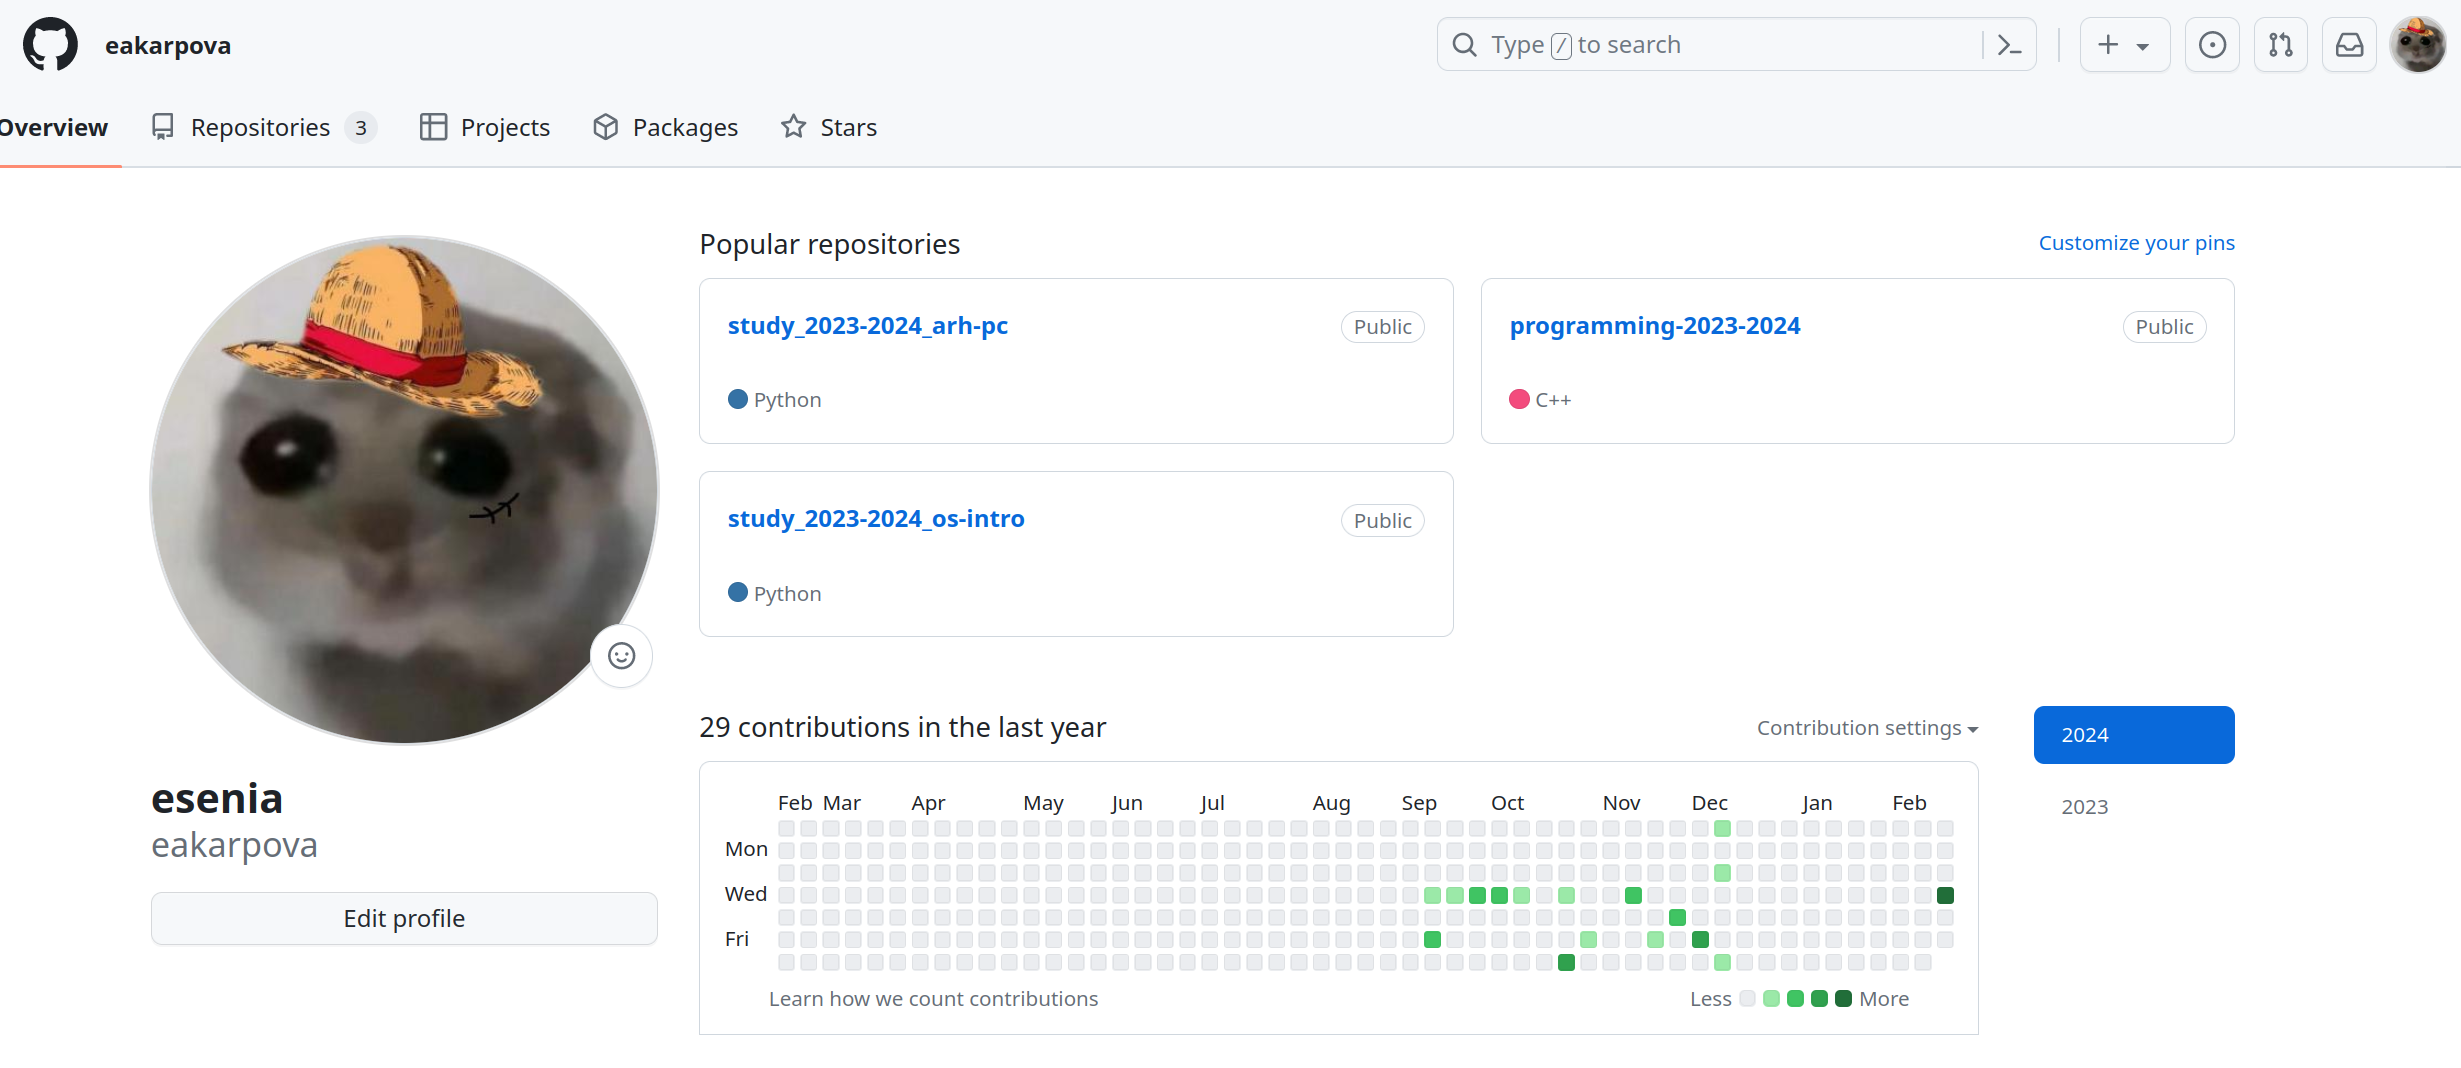 eakarpova
Type / to search
Overview
Repositories 3
Projects
Packages
Stars
Popular repositories
Customize your pins
study_2023-2024_arh-pc
Public
Python
programming-2023-2024
Public
C++
study_2023-2024_os-intro
Public
Python
esenia
eakarpova
Edit profile
29 contributions in the last year
Contribution settings
2024
2023
Feb Mar Apr May Jun Jul Aug Sep Oct Nov Dec Jan Feb
Mon
Wed
Fri
Learn how we count contributions
Less
More